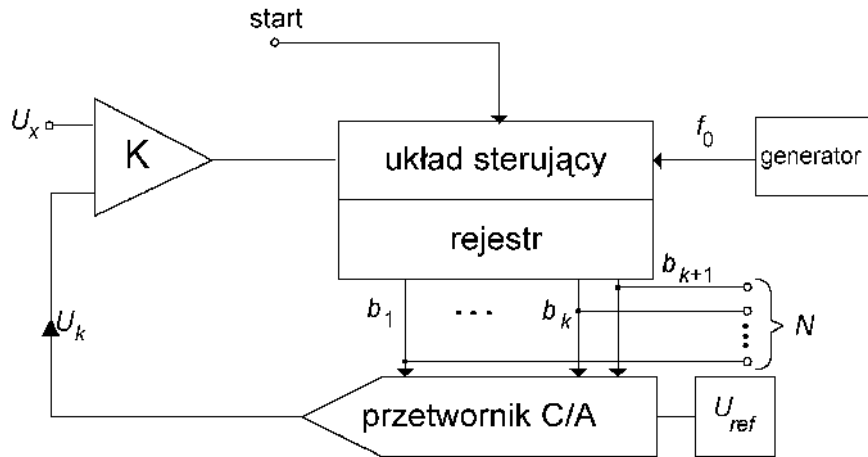 start
U_x
K
układ sterujący
f_0
generator
rejestr
b_1
...
b_k
b_{k+1}
N
U_k
przetwornik C/A
U_ref